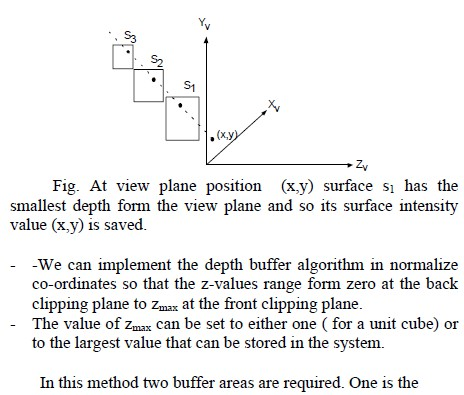 Yv
S3
S2
S1
Xv
(x,y)
Zv
Fig. At view plane position (x,y) surface s1 has the
smallest depth form the view plane and so its surface intensity
value (x,y) is saved.
- -We can implement the depth buffer algorithm in normalize
co-ordinates so that the z-values range form zero at the back
clipping plane to zmax at the front clipping plane.
- The value of zmax can be set to either one ( for a unit cube) or
to the largest value that can be stored in the system.
In this method two buffer areas are required. One is the